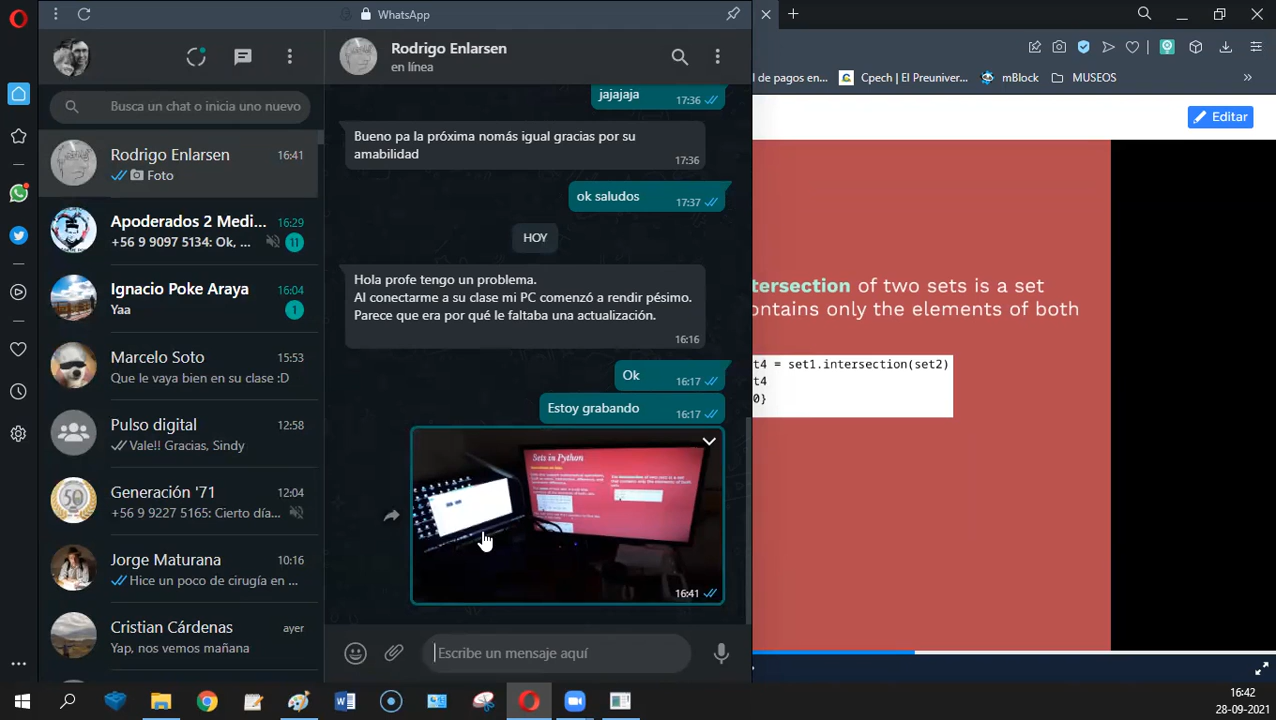 WhatsApp
Rodrigo Enlarsen
en línea
Busca un chat o inicia uno nuevo
Rodrigo Enlarsen
16:41
Foto
Apoderados 2 Medi...
16:29
+56 9 9097 5134: Ok, ...
11
Ignacio Poke Araya
16:04
Yaa
1
Marcelo Soto
15:53
Que le vaya bien en su clase :D
Pulso digital
12:58
Vale!! Gracias, Sindy
Generación '71
12:04
+56 9 9227 5165: Cierto día...
50
Jorge Maturana
10:16
Hice un poco de cirugía en ...
Cristian Cárdenas
ayer
Yap, nos vemos mañana
jajajaja
17:36
Bueno pa la próxima nomás igual gracias por su
amabilidad
17:36
ok saludos
17:37
HOY
Hola profe tengo un problema.
Al conectarme a su clase mi PC comenzó a rendir pésimo.
Parece que era por qué le faltaba una actualización.
16:16
Ok
16:17
Estoy grabando
16:17
Sets in Python
16:41
Escribe un mensaje aquí
l de pagos en...
Cpech | El Preuniver...
mBlock
MUSEOS
Editar
tersection of two sets is a set
ontains only the elements of both
t4 = set1.intersection(set2)
t4
0}
16:42
28-09-2021